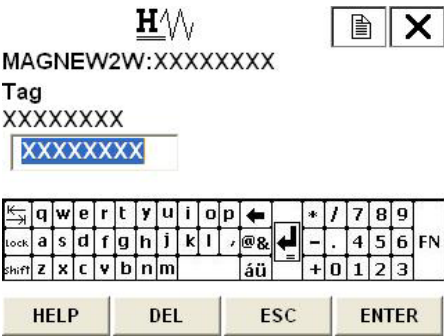 H
MAGNEW2W:XXXXXXXX
Tag
XXXXXXXX
XXXXXXXX
q w e r t y u i o p * / 7 8 9
Lock a s d f g h j k l , @& - . 4 5 6 FN
shift z x c v b n m áü = + 0 1 2 3
HELP DEL ESC ENTER